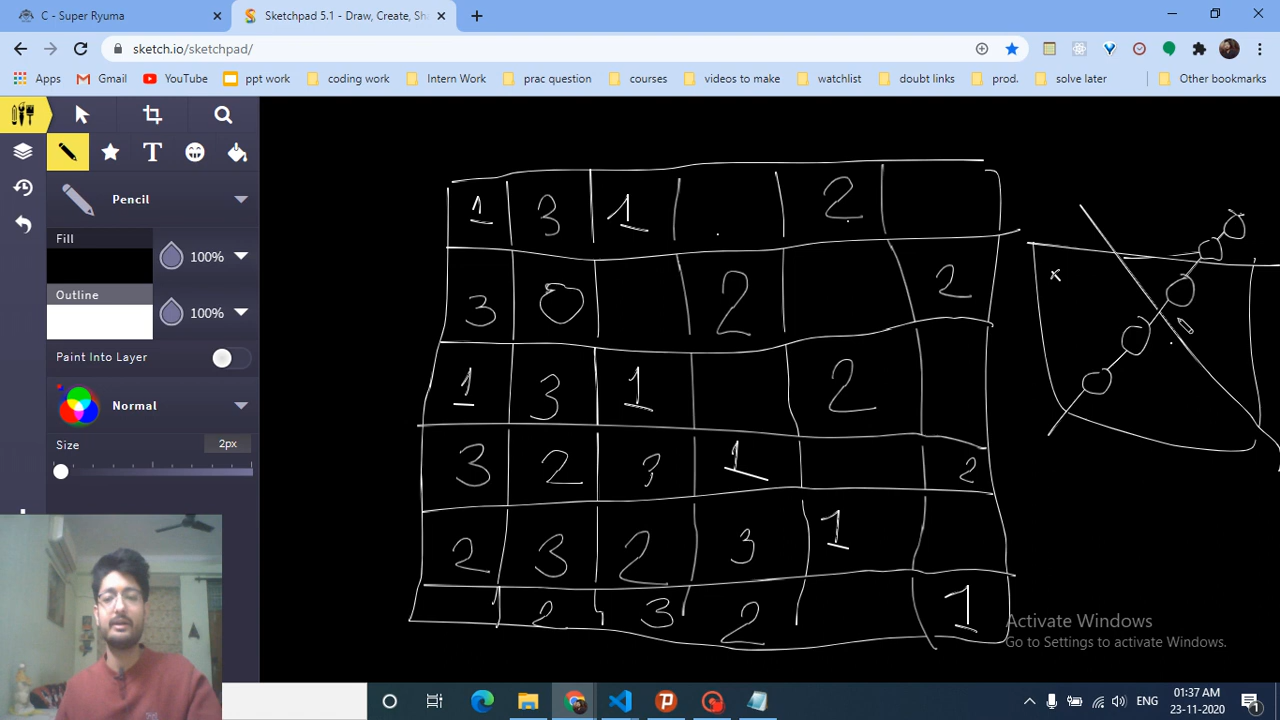 C - Super Ryuma
Sketchpad 5.1 - Draw, Create, Sh
sketch.io/sketchpad/
Apps Gmail YouTube ppt work coding work Intern Work prac question courses videos to make watchlist doubt links prod. solve later Other bookmarks
Pencil
Fill
100%
Outline
100%
Paint Into Layer
Normal
Size
2px
1 3 1 2
3 0 2 2
1 3 1 2
3 2 3 1 2
2 3 2 3 1
2 3 2 1
x
Activate Windows
Go to Settings to activate Windows.
ENG
01:37 AM
23-11-2020
1